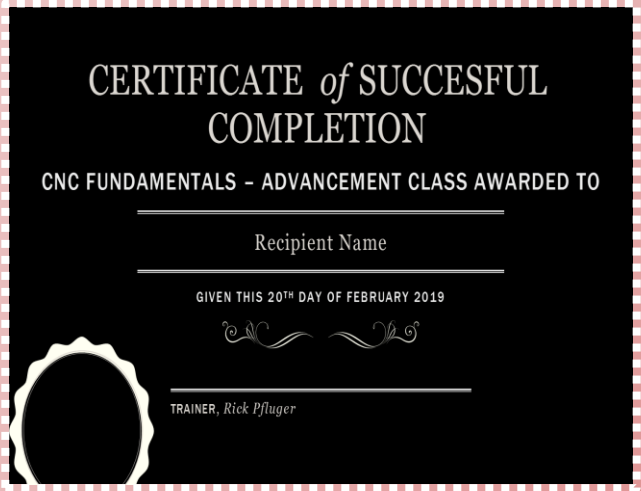 CERTIFICATE of SUCCESFUL
COMPLETION
CNC FUNDAMENTALS – ADVANCEMENT CLASS AWARDED TO
Recipient Name
GIVEN THIS 20TH DAY OF FEBRUARY 2019
TRAINER, Rick Pfluger